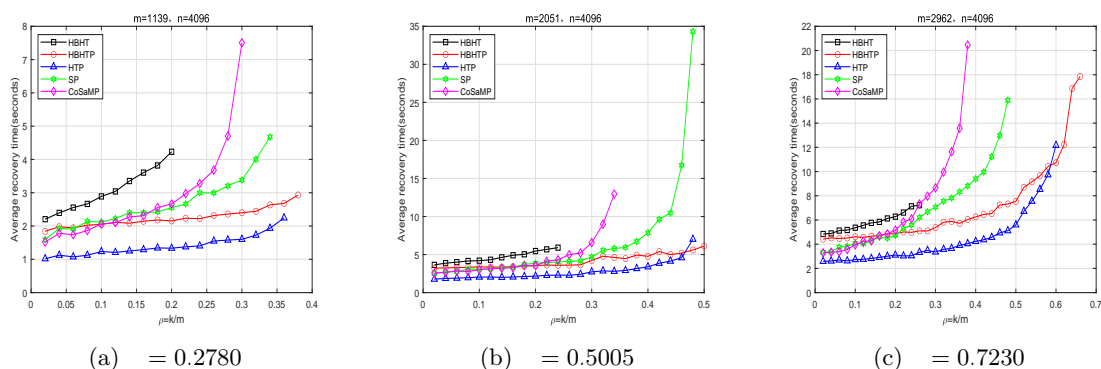 m=1139, n=4096
Average recovery time(seconds)
8
7
6
5
4
3
2
1
0
HBHT
HBHTP
HTP
SP
CoSaMP
0 0.05 0.1 0.15 0.2 0.25 0.3 0.35 0.4
ρ=k/m
(a) = 0.2780
m=2051, n=4096
Average recovery time(seconds)
35
30
25
20
15
10
5
0
HBHT
HBHTP
HTP
SP
CoSaMP
0 0.1 0.2 0.3 0.4 0.5
ρ=k/m
(b) = 0.5005
m=2962, n=4096
Average recovery time(seconds)
22
20
18
16
14
12
10
8
6
4
2
0
HBHT
HBHTP
HTP
SP
CoSaMP
0 0.1 0.2 0.3 0.4 0.5 0.6 0.7
ρ=k/m
(c) = 0.7230